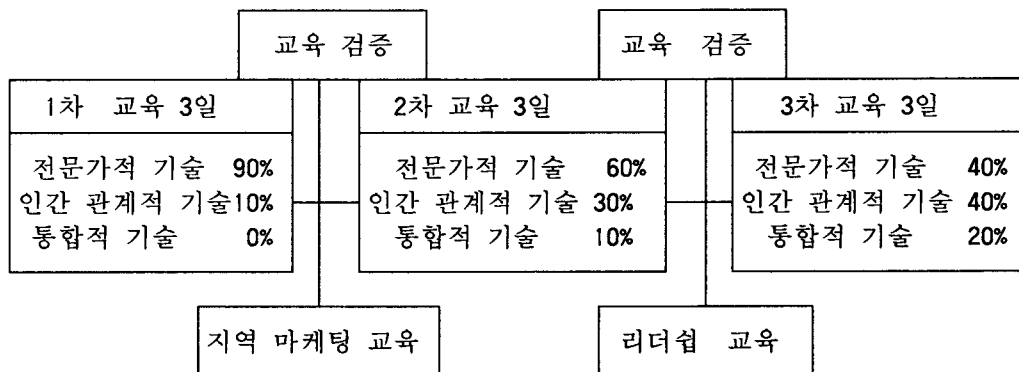 교육 검증
교육 검증
1차 교육 3일
전문가적 기술 90%
인간 관계적 기술10%
통합적 기술 0%
2차 교육 3일
전문가적 기술 60%
인간 관계적 기술 30%
통합적 기술 10%
3차 교육 3일
전문가적 기술 40%
인간 관계적 기술 40%
통합적 기술 20%
지역 마케팅 교육
리더쉽 교육